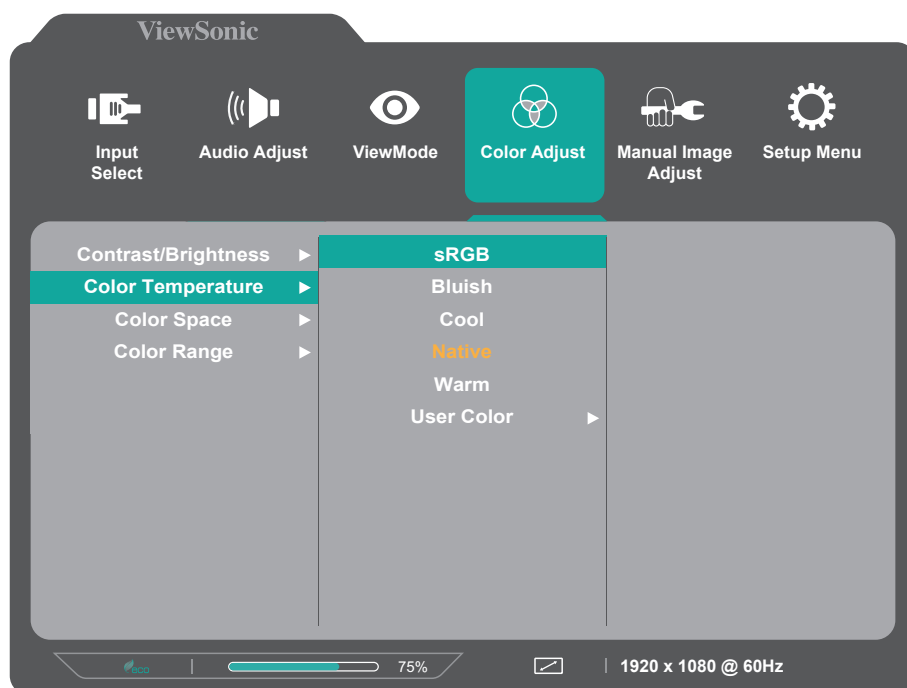 ViewSonic
Input
Select
Audio Adjust
ViewMode
Color Adjust
Manual Image
Adjust
Setup Menu
Contrast/Brightness
Color Temperature
Color Space
Color Range
sRGB
Bluish
Cool
Native
Warm
User Color
eco
75%
1920 x 1080 @ 60Hz